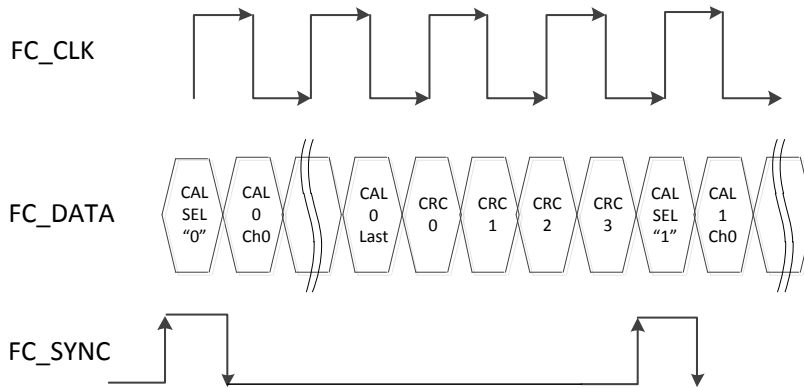 FC_CLK
FC_DATA
CAL
SEL
“0”
CAL
0
Ch0
CAL
0
Last
CRC
0
CRC
1
CRC
2
CRC
3
CAL
SEL
“1”
CAL
1
Ch0
FC_SYNC